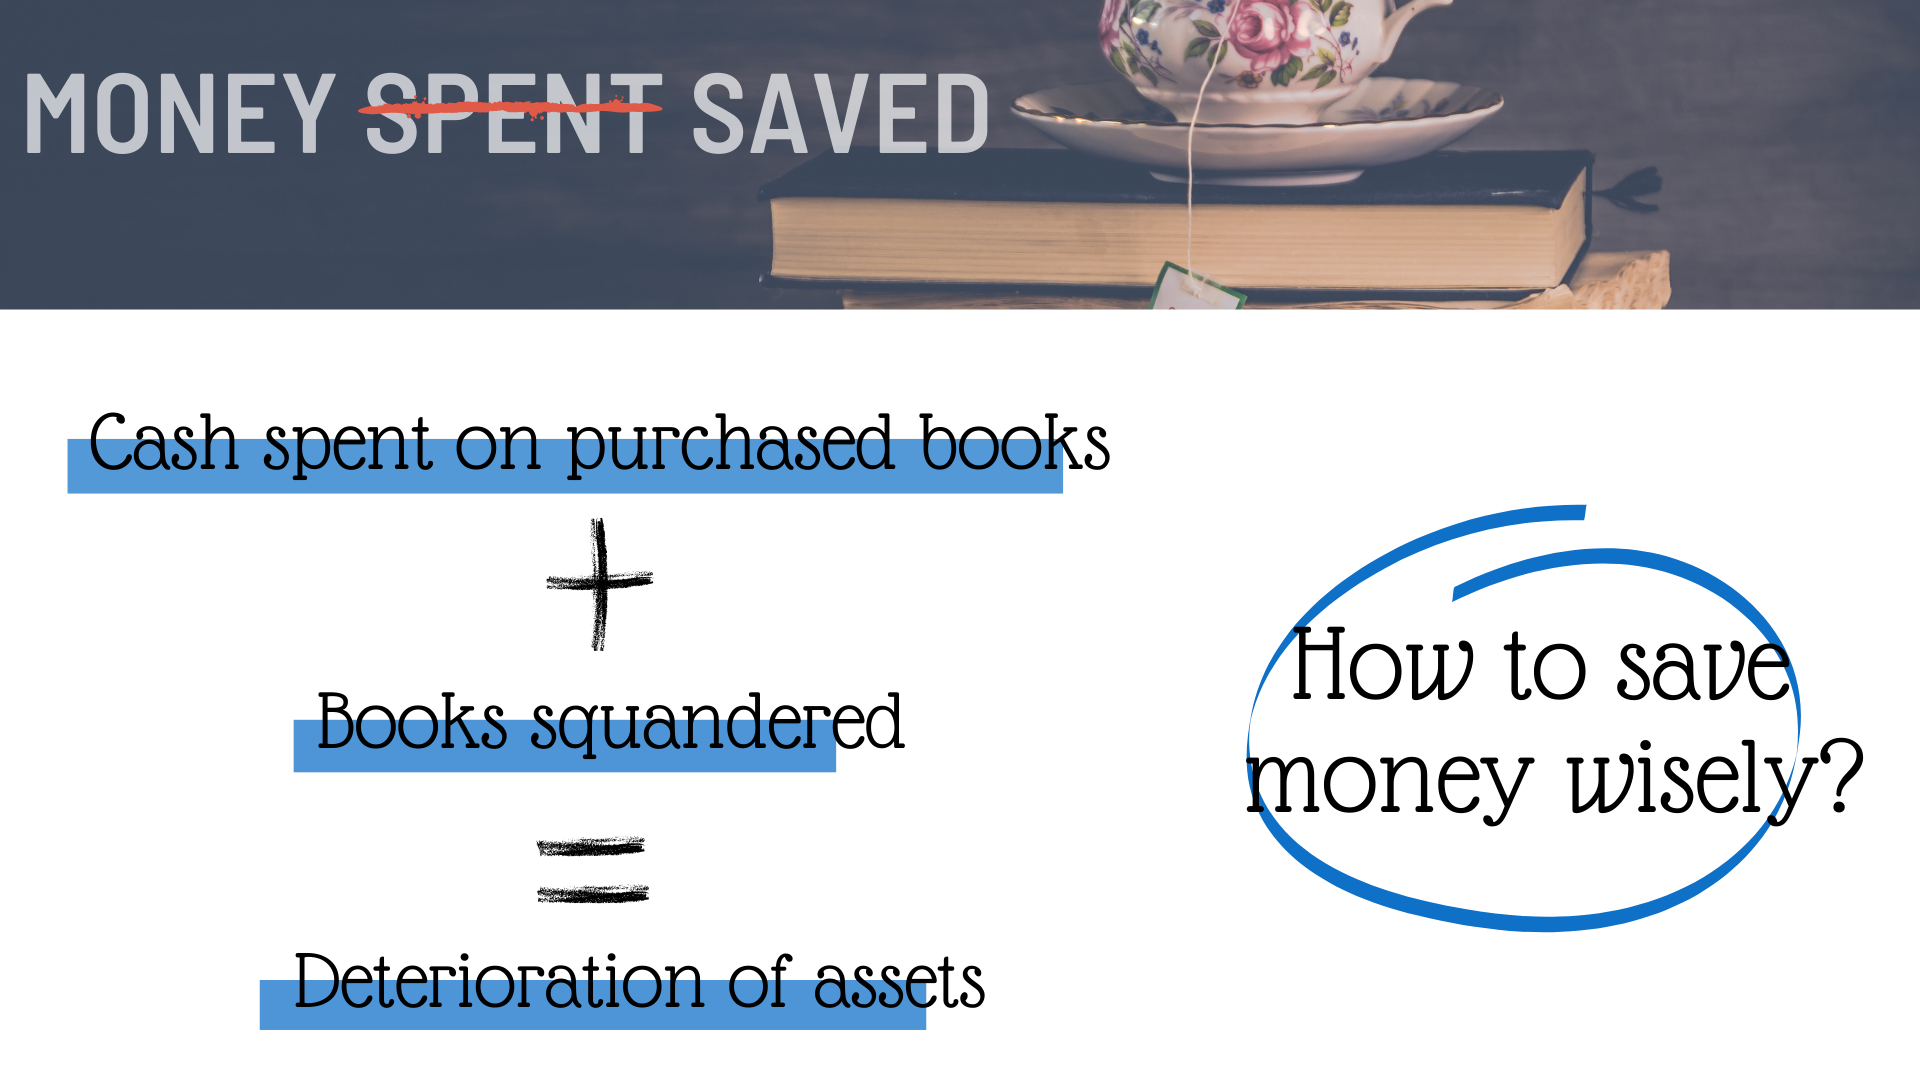 MONEY SPENT SAVED
Cash spent on purchased books
+
Books squandered
=
Deterioration of assets
How to save
money wisely?